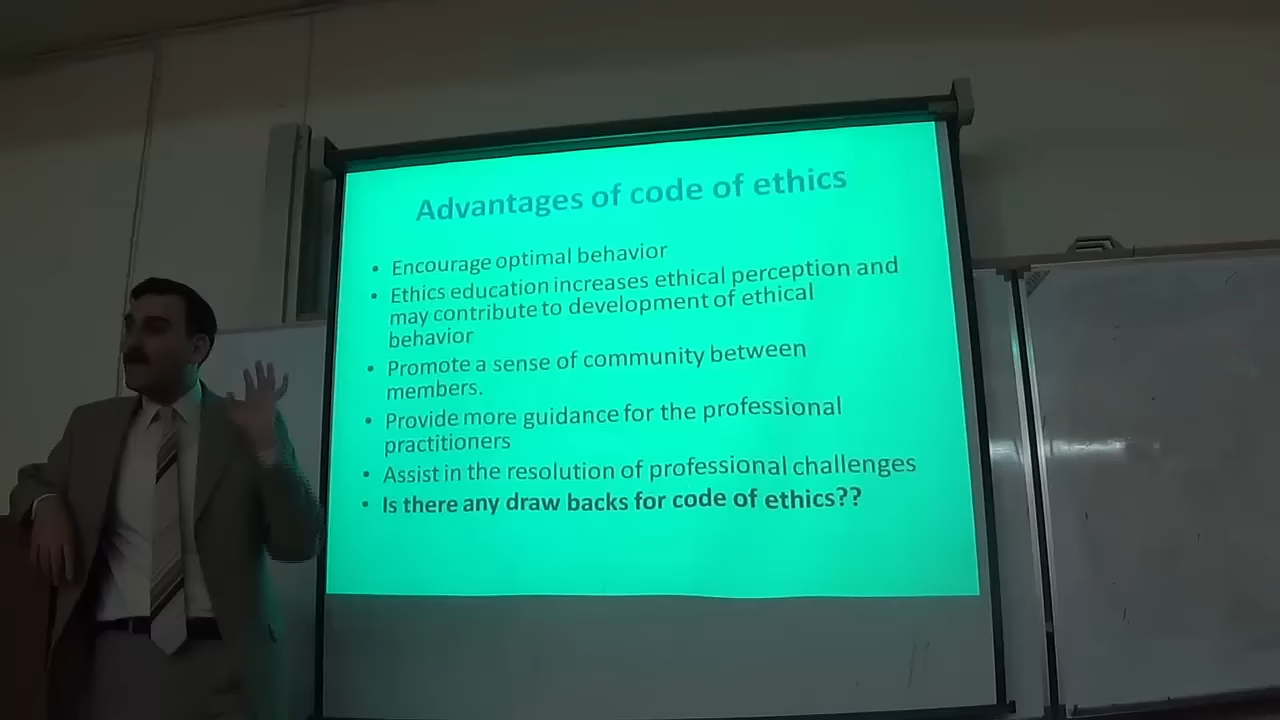 Advantages of code of ethics
• Encourage optimal behavior
• Ethics education increases ethical perception and
may contribute to development of ethical
behavior
• Promote a sense of community between
members.
• Provide more guidance for the professional
practitioners
• Assist in the resolution of professional challenges
• Is there any draw backs for code of ethics??